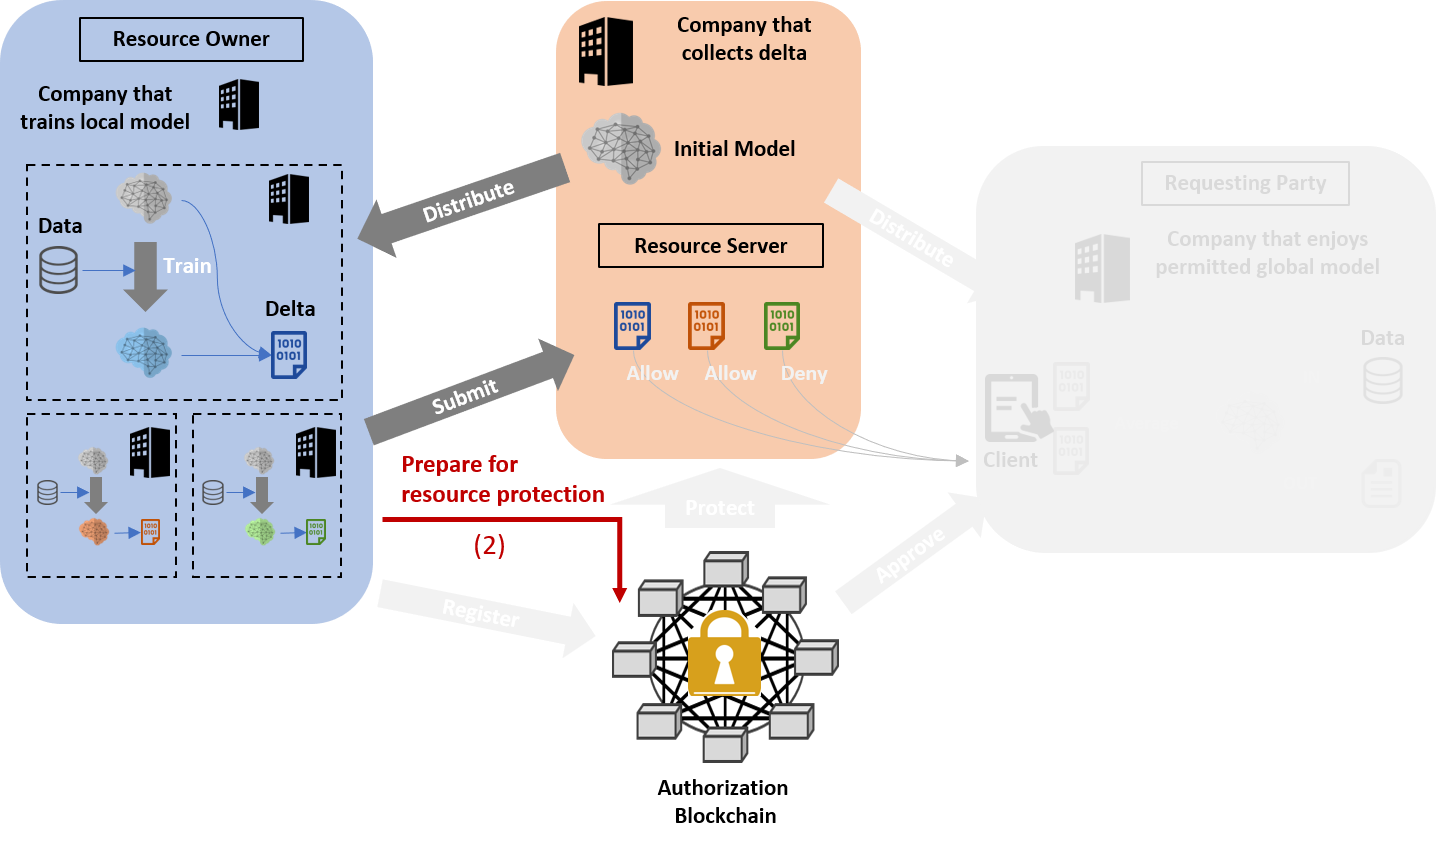 Resource Owner
Company that
trains local model
Data
Train
Delta
1010
0101
1010
0101
1010
0101
Distribute
Submit
Prepare for
resource protection
(2)
Register
Company that
collects delta
Initial Model
Resource Server
1010
0101
1010
0101
1010
0101
Allow
Allow
Deny
Protect
Authorization
Blockchain
Distribute
Approve
Requesting Party
Company that enjoys
permitted global model
Data
1010
0101
1010
0101
Client